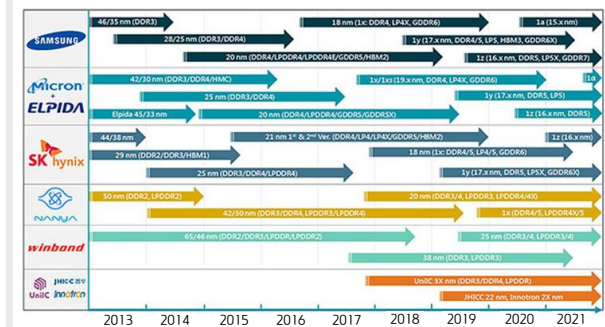 SAMSUNG
46/35 nm (DDR3)
18 nm (1x: DDR4, LP4X, GDDR6)
1a (15.x nm)
28/25 nm (DDR3/DDR4)
1y (17.x nm, DDR4/5, LP5, HBM3, GDDR6X)
20 nm (DDR4/LPDDR4/LPDDR4E/GDDR5/HBM2)
1z (16.x nm, DDR5, LP5X, GDDR7)
Micron
+
ELPIDA
42/30 nm (DDR3/DDR4/HMC)
1x/1xs (19.x nm, DDR4, LP4X, GDDR6)
1α
25 nm (DDR3/DDR4)
1y (17.x nm, DDR5, LP5)
Elpida 45/33 nm
20 nm (DDR4/LPDDR4/GDDR5/GDDR5X)
1z (16.x nm, DDR5)
SK hynix
44/38 nm
21 nm 1st & 2nd Ver. (DDR4/LP4/LP4X/GDDR5/HBM2)
1z (16.x nm)
29 nm (DDR2/DDR3/HBM1)
18 nm (1x: DDR4/5, LP4/5, GDDR6)
25 nm (DDR3/DDR4/LPDDR4)
1y (17.x nm, DDR5, LP5X, GDDR6X)
NANYA
50 nm (DDR2, LPDDR2)
20 nm (DDR3/4, LPDDR3, LPDDR4/4X)
42/30 nm (DDR3/DDR4, LPDDR3/LPDDR4)
1x (DDR4/5, LPDDR4X/5
winbond
65/46 nm (DDR2/DDR3/LPDDR/LPDDR2)
25 nm (DDR3/4, LPDDR3/4)
38 nm (DDR3, LPDDR3)
UniIC
JHICC
Innotron
UniIC 3X nm (DDR3/DDR4, LPDDR)
JHICC 22 nm, Innotron 2X nm
2013 2014 2015 2016 2017 2018 2019 2020 2021